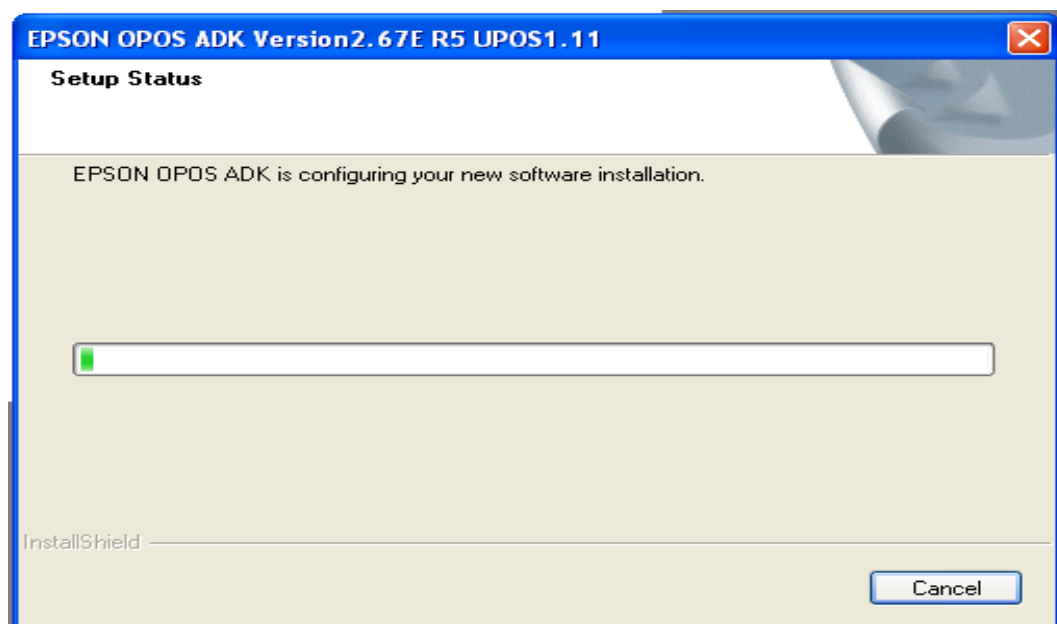 EPSON OPOS ADK Version2.67E R5 UPOS1.11
Setup Status
EPSON OPOS ADK is configuring your new software installation.
InstallShield
Cancel